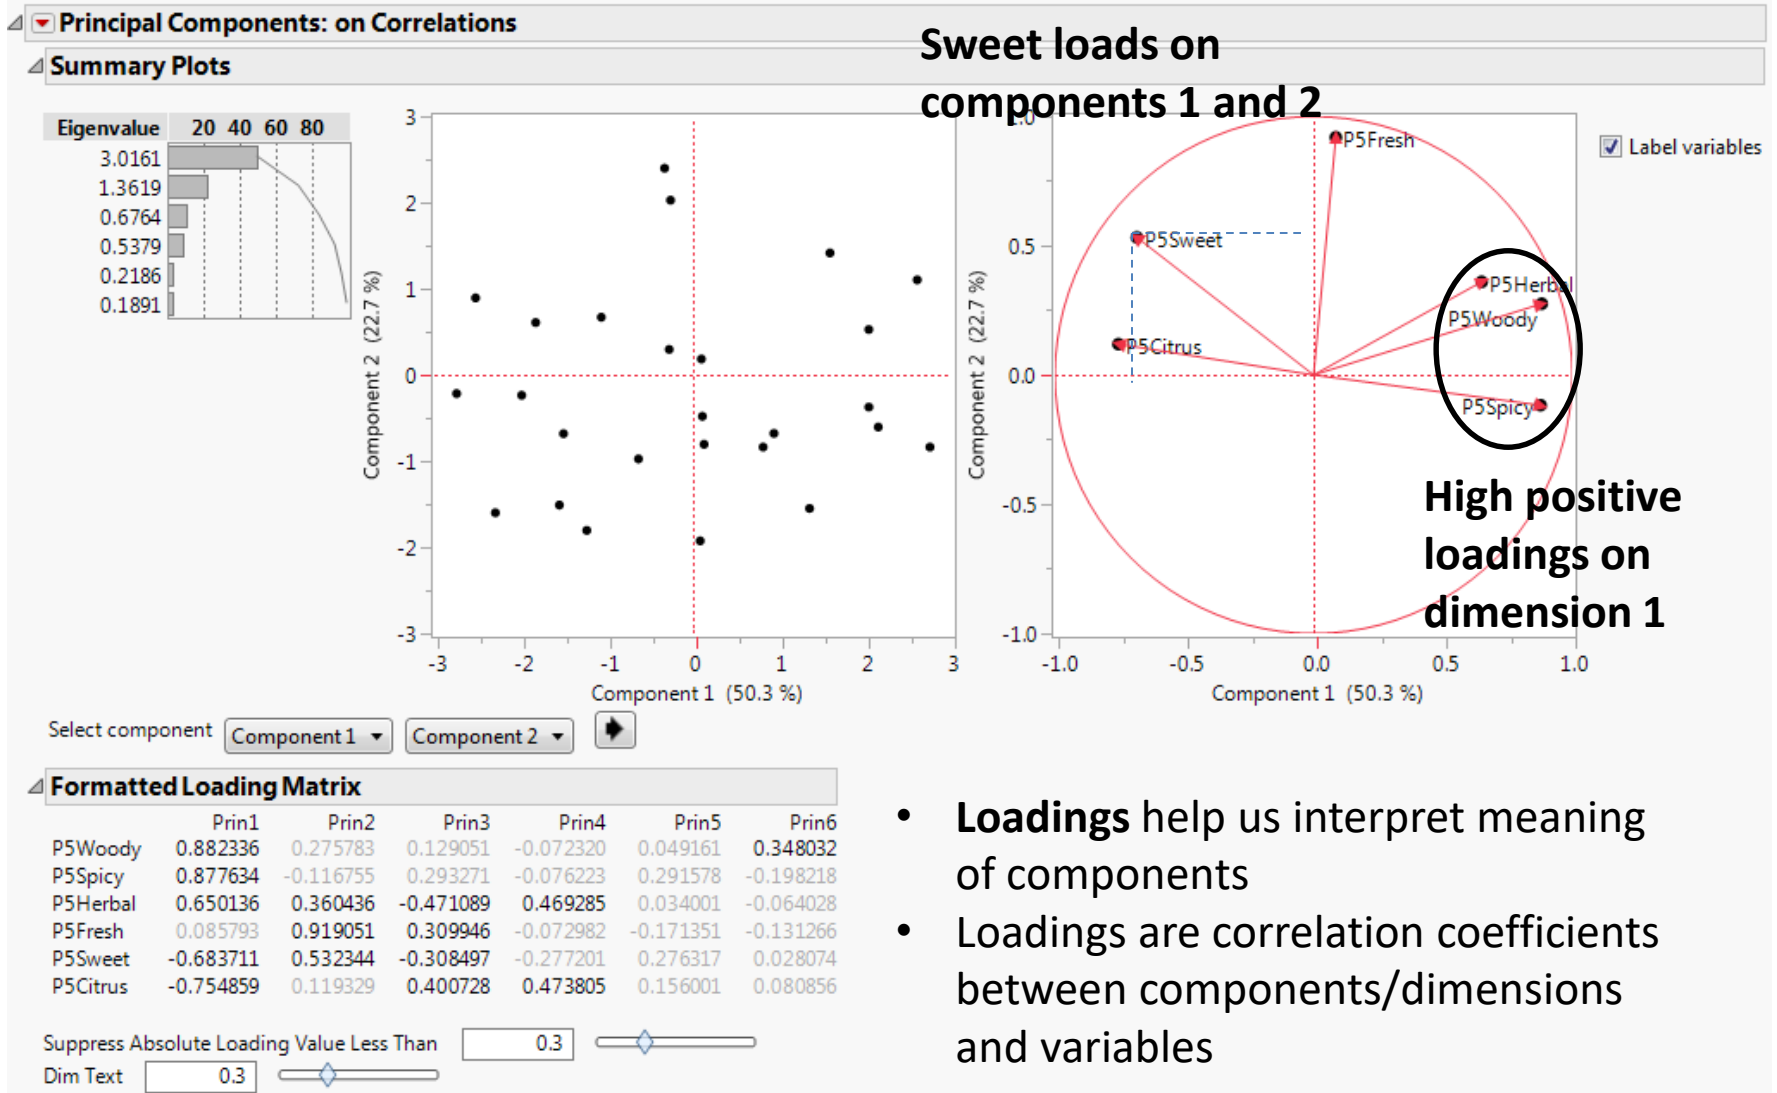 Principal Components: on Correlations
Summary Plots
Sweet loads on
components 1 and 2
Eigenvalue 20 40 60 80
3.0161
1.3619
0.6764
0.5379
0.2186
0.1891
3
2
1
0
-1
-2
-3
Component 2 (22.7 %)
-3 -2 -1 0 1 2 3
Component 1 (50.3 %)
1.0
0.5
0.0
-0.5
-1.0
Component 2 (22.7 %)
P5Fresh
P5Sweet
P5Herbal
P5Woody
P5Citrus
P5Spicy
-1.0 -0.5 0.0 0.5 1.0
Component 1 (50.3 %)
Label variables
High positive
loadings on
dimension 1
Select component Component 1 Component 2
Formatted Loading Matrix
Prin1 Prin2 Prin3 Prin4 Prin5 Prin6
P5Woody 0.882336 0.275783 0.129051 -0.072320 0.049161 0.348032
P5Spicy 0.877634 -0.116755 0.293271 -0.076223 0.291578 -0.198218
P5Herbal 0.650136 0.360436 -0.471089 0.469285 0.034001 -0.064028
P5Fresh 0.085793 0.919051 0.309946 -0.072982 -0.171351 -0.131266
P5Sweet -0.683711 0.532344 -0.308497 -0.277201 0.276317 0.028074
P5Citrus -0.754859 0.119329 0.400728 0.473805 0.156001 0.080856
Suppress Absolute Loading Value Less Than 0.3
Dim Text 0.3
• Loadings help us interpret meaning
of components
• Loadings are correlation coefficients
between components/dimensions
and variables